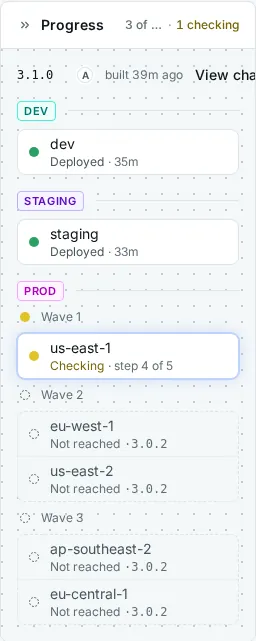 » Progress 3 of ... · 1 checking
3.1.0 A built 39m ago View cha
DEV
dev
Deployed · 35m
STAGING
staging
Deployed · 33m
PROD
Wave 1
us-east-1
Checking · step 4 of 5
Wave 2
eu-west-1
Not reached ·3.0.2
us-east-2
Not reached ·3.0.2
Wave 3
ap-southeast-2
Not reached ·3.0.2
eu-central-1
Not reached ·3.0.2